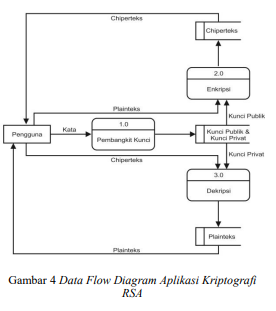 Chiperteks
Chiperteks
2.0
Enkripsi
Kunci Publik
Plainteks
Pengguna
Kata
1.0
Pembangkit Kunci
Kunci Publik &
Kunci Privat
Chiperteks
Kunci Privat
3.0
Dekripsi
Plainteks
Plainteks
Gambar 4 Data Flow Diagram Aplikasi Kriptografi
RSA